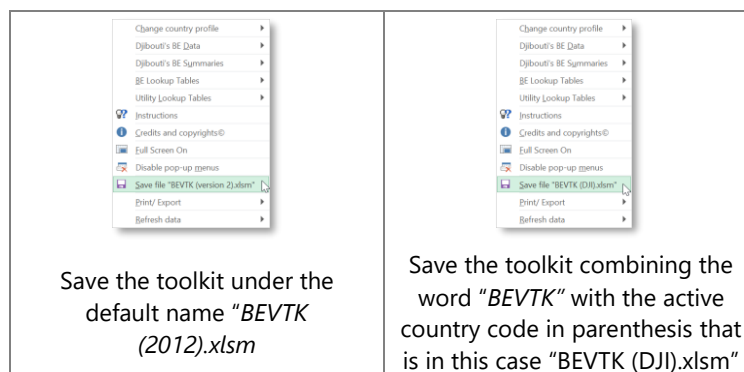 Change country profile
Djibouti's BE Data
Djibouti's BE Summaries
BE Lookup Tables
Utility Lookup Tables
Instructions
Credits and copyrights©
Full Screen On
Disable pop-up menus
Save file "BEVTK (version 2).xlsm"
Print/ Export
Refresh data
Save the toolkit under the
default name “BEVTK
(2012).xlsm
Change country profile
Djibouti's BE Data
Djibouti's BE Summaries
BE Lookup Tables
Utility Lookup Tables
Instructions
Credits and copyrights©
Full Screen On
Disable pop-up menus
Save file "BEVTK (DJI).xlsm"
Print/ Export
Refresh data
Save the toolkit combining the
word “BEVTK” with the active
country code in parenthesis that
is in this case “BEVTK (DJI).xlsm”